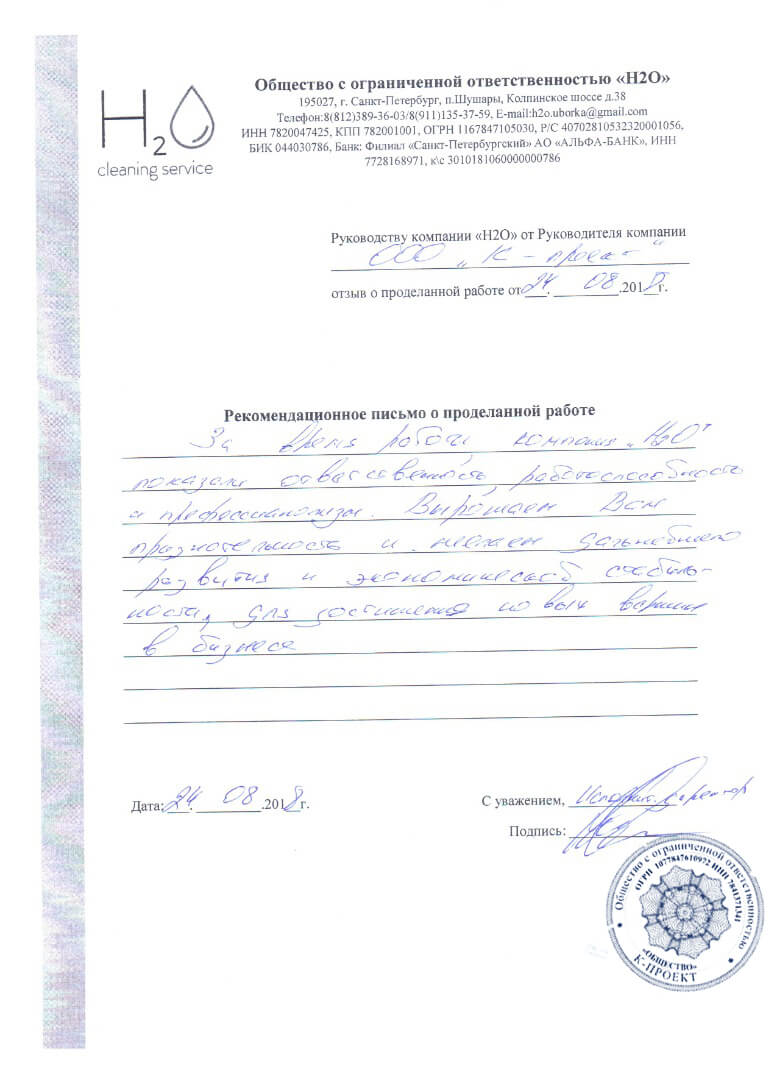 H2O
cleaning service
Общество с ограниченной ответственностью «H2O»
195027, г. Санкт-Петербург, п.Шушары, Колпинское шоссе д.38
Телефон:8(812)389-36-03/8(911)135-37-59, E-mail:h2o.uborka@gmail.com
ИНН 7820047425, КПП 782001001, ОГРН 1167847105030, Р/С 40702810532320001056,
БИК 044030786, Банк: Филиал «Санкт-Петербургский» АО «АЛЬФА-БАНК», ИНН
7728168971, к\с 3010181060000000786
Руководству компании «H2O» от Руководителя компании
ООО „К - проект“
отзыв о проделанной работе от 24. 08.2018г.
Рекомендационное письмо о проделанной работе
За время работы компания „H2O“
показали ответственность, работоспособность
и профессионализм. Выражаем Вам
признательность и желаем дальнейшего
развития и экономической стабиль-
ности, для достижения новых вершин
в бизнесе
Дата: 24. 08.2018г.
С уважением, Исполнит. директор
Подпись:
Общество с ограниченной ответственностью
ОГРН 1077847610972 ИНН 7841371341
«ОБЩЕСТВО»
К-ПРОЕКТ